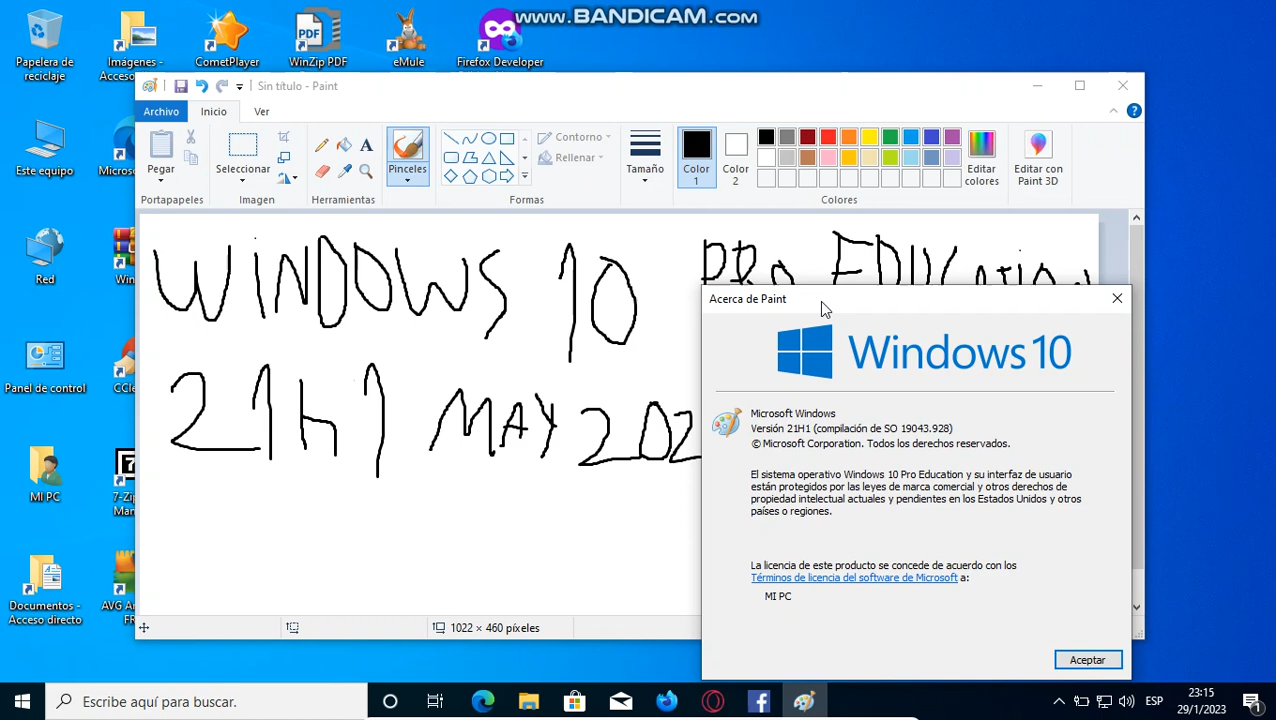 www.BANDICAM.com
Papelera de reciclaje
Imágenes - Acceso
CometPlayer
WinZip PDF
eMule
Firefox Developer
Este equipo
Red
Panel de control
MI PC
7-Zip
Documentos - Acceso directo
Sin título - Paint
Archivo Inicio Ver
Pegar
Seleccionar
Pinceles
Contorno
Rellenar
Tamaño
Color 1
Color 2
Editar colores
Editar con Paint 3D
Portapapeles Imagen Herramientas Formas Colores
WiNDOWS 10 PRo EDUCation
21h1 MAY 202
1022 × 460 píxeles
Acerca de Paint
Windows 10
Microsoft Windows
Versión 21H1 (compilación de SO 19043.928)
© Microsoft Corporation. Todos los derechos reservados.
El sistema operativo Windows 10 Pro Education y su interfaz de usuario
están protegidos por las leyes de marca comercial y otros derechos de
propiedad intelectual actuales y pendientes en los Estados Unidos y otros
países o regiones.
La licencia de este producto se concede de acuerdo con los
Términos de licencia del software de Microsoft a:
MI PC
Aceptar
Escribe aquí para buscar.
ESP
23:15
29/1/2023